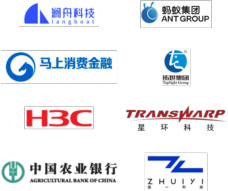 澜舟科技
langboat
蚂蚁集团
ANT GROUP
马上消费金融
拓世集团
TopSight Group
H3C
TRANSWARP
星环科技
中国农业银行
AGRICULTURAL BANK OF CHINA
ZHUIYI